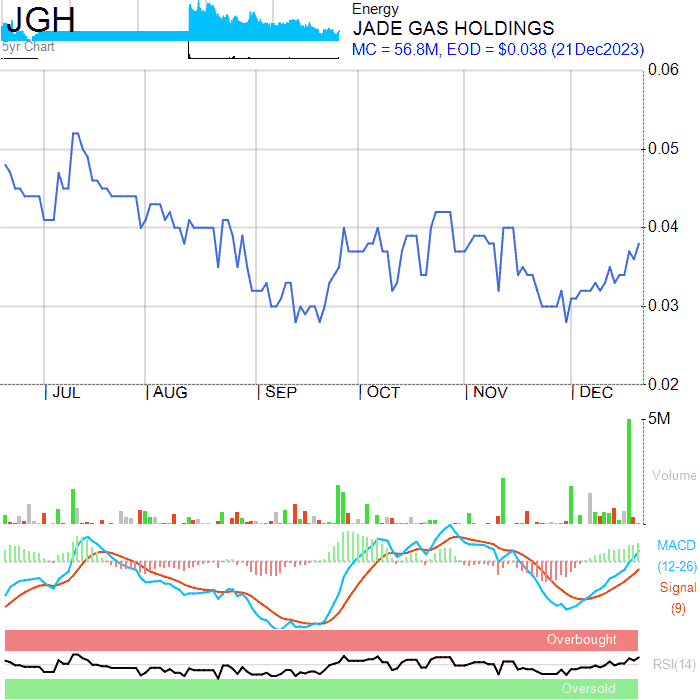 JGH
5yr Chart
Energy
JADE GAS HOLDINGS
MC = 56.8M, EOD = $0.038 (21Dec2023)
0.06
0.05
0.04
0.03
0.02
JUL
AUG
SEP
OCT
NOV
DEC
5M
Volume
MACD
(12-26)
Signal
(9)
Overbought
RSI(14)
Oversold